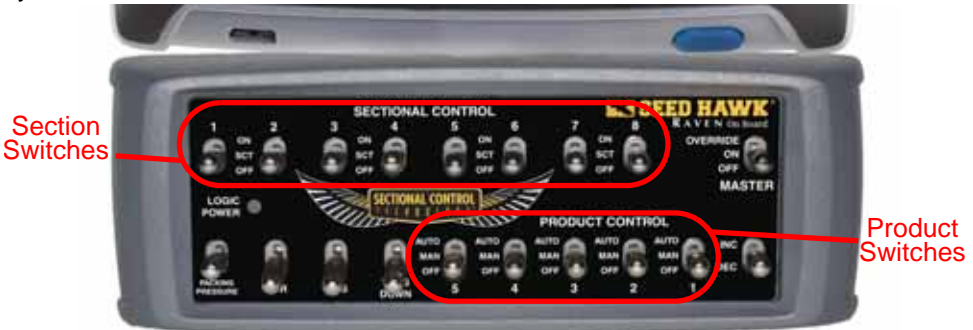 SECTIONAL CONTROL
SEED HAWK
RAVEN On Board
1 2 3 4 5 6 7 8
ON ON ON ON
SCT SCT SCT SCT
OFF OFF OFF OFF
OVERRIDE
ON
OFF
MASTER
Section
Switches
LOGIC
POWER
SECTIONAL CONTROL
PRODUCT CONTROL
AUTO AUTO AUTO AUTO AUTO
MAN MAN MAN MAN MAN
OFF OFF OFF OFF OFF
5 4 3 2 1
INC
DEC
PACKING
PRESSURE
DOWN
Product
Switches